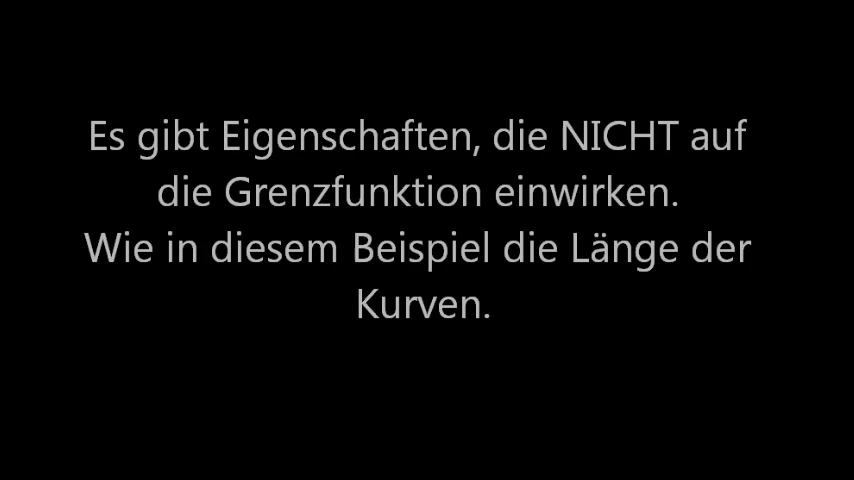 Es gibt Eigenschaften, die NICHT auf
die Grenzfunktion einwirken.
Wie in diesem Beispiel die Länge der
Kurven.